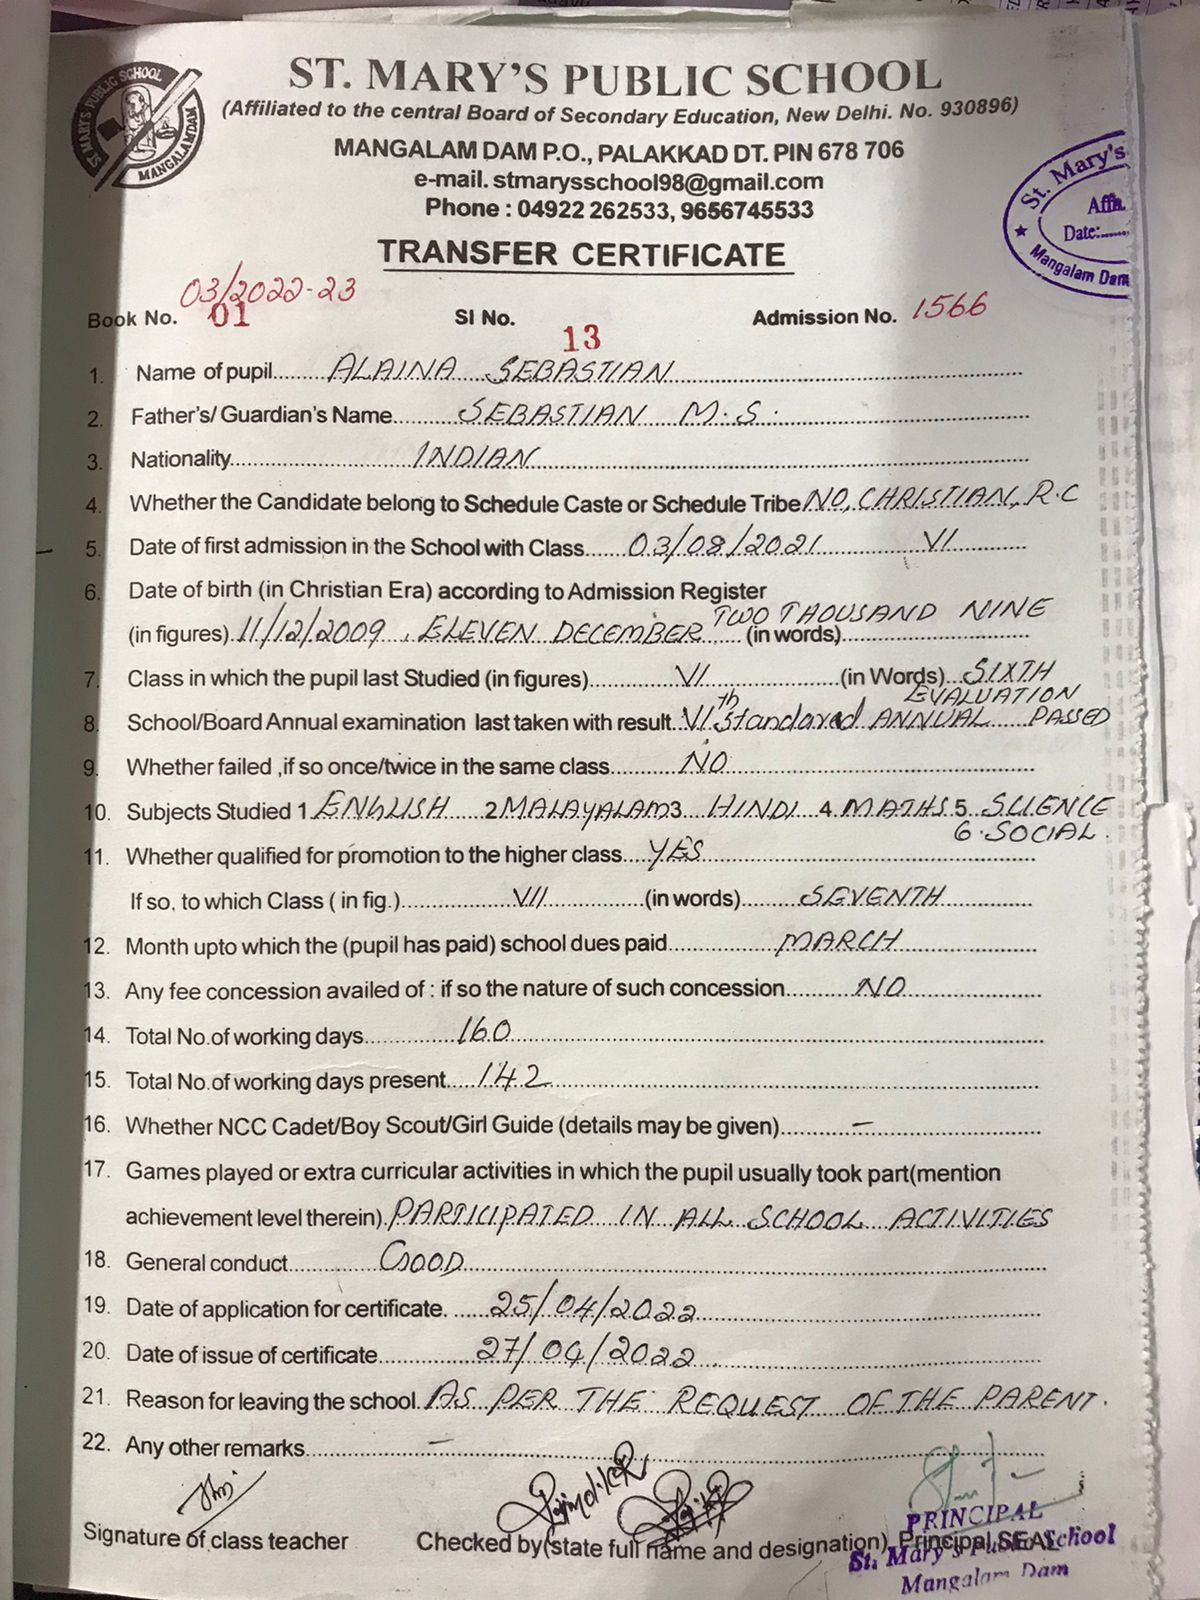 ST. MARY'S PUBLIC SCHOOL
(Affiliated to the central Board of Secondary Education, New Delhi. No. 930896)
ST. MARY'S PUBLIC SCHOOL
MANGALAMDAM
MANGALAM DAM P.O., PALAKKAD DT. PIN 678 706
e-mail. stmarysschool98@gmail.com
Phone : 04922 262533, 9656745533
St. Mary's
Affn.
Date:......
Mangalam Dam
TRANSFER CERTIFICATE
03/2022-23
Book No. 01 Sl No. 13 Admission No. 1566
1. Name of pupil ALAINA SEBASTIAN
2. Father's/ Guardian's Name SEBASTIAN M.S.
3. Nationality INDIAN
4. Whether the Candidate belong to Schedule Caste or Schedule Tribe NO, CHRISTIAN, R.C
5. Date of first admission in the School with Class 03/08/2021 VI
6. Date of birth (in Christian Era) according to Admission Register
(in figures) 11/12/2009, ELEVEN DECEMBER TWO THOUSAND NINE (in words)
7. Class in which the pupil last Studied (in figures) VI (in Words) SIXTH
8. School/Board Annual examination last taken with result VIth Standared ANNUAL EVALUATION PASSED
9. Whether failed ,if so once/twice in the same class NO
10. Subjects Studied 1 ENGLISH 2 MALAYALAM 3 HINDI 4 MATHS 5 SCIENCE
6. SOCIAL.
11. Whether qualified for promotion to the higher class YES
If so, to which Class ( in fig.) VII (in words) SEVENTH
12. Month upto which the (pupil has paid) school dues paid MARCH
13. Any fee concession availed of : if so the nature of such concession NO
14. Total No.of working days 160
15. Total No.of working days present 142
16. Whether NCC Cadet/Boy Scout/Girl Guide (details may be given) —
17. Games played or extra curricular activities in which the pupil usually took part(mention
achievement level therein) PARTICIPATED IN ALL SCHOOL ACTIVITIES
18. General conduct GOOD
19. Date of application for certificate. 25/04/2022
20. Date of issue of certificate 27/04/2022
21. Reason for leaving the school. AS PER THE REQUEST OF THE PARENT.
22. Any other remarks —
Signature of class teacher Checked by(state full name and designation) Principal SEAL
PRINCIPAL
St. Mary's Public School
Mangalam Dam